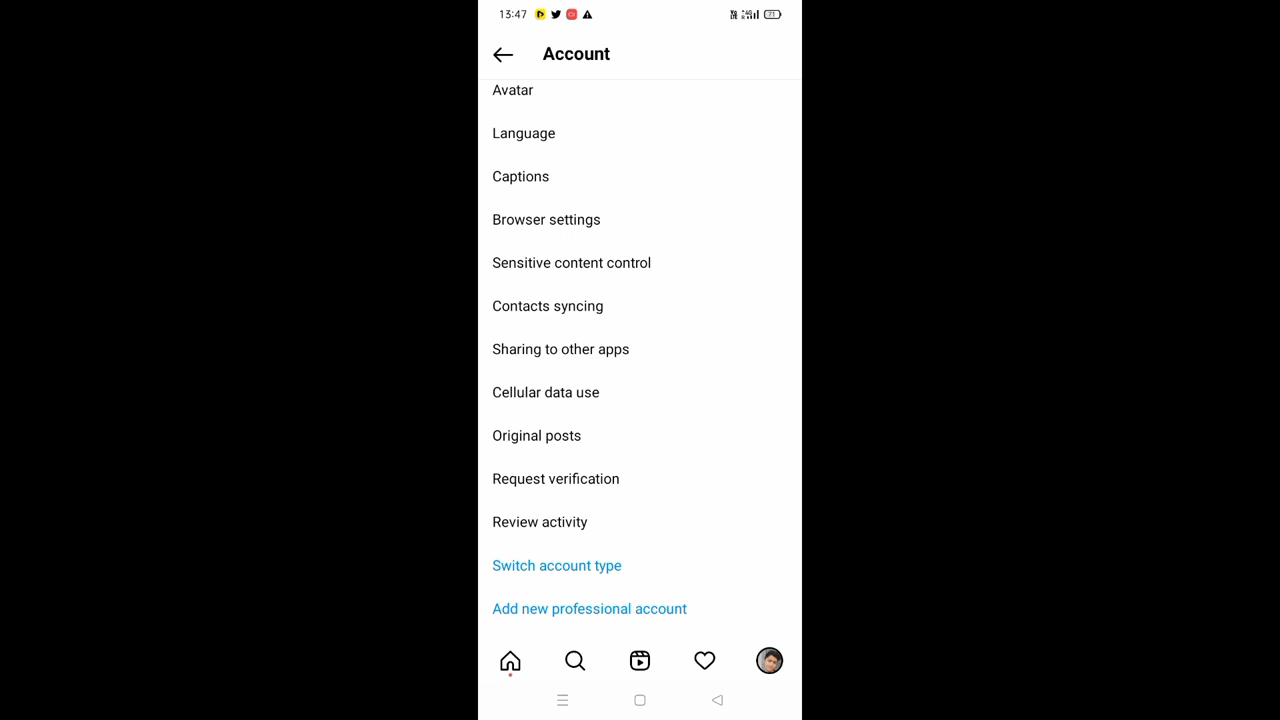 13:47
71
Account
Avatar
Language
Captions
Browser settings
Sensitive content control
Contacts syncing
Sharing to other apps
Cellular data use
Original posts
Request verification
Review activity
Switch account type
Add new professional account